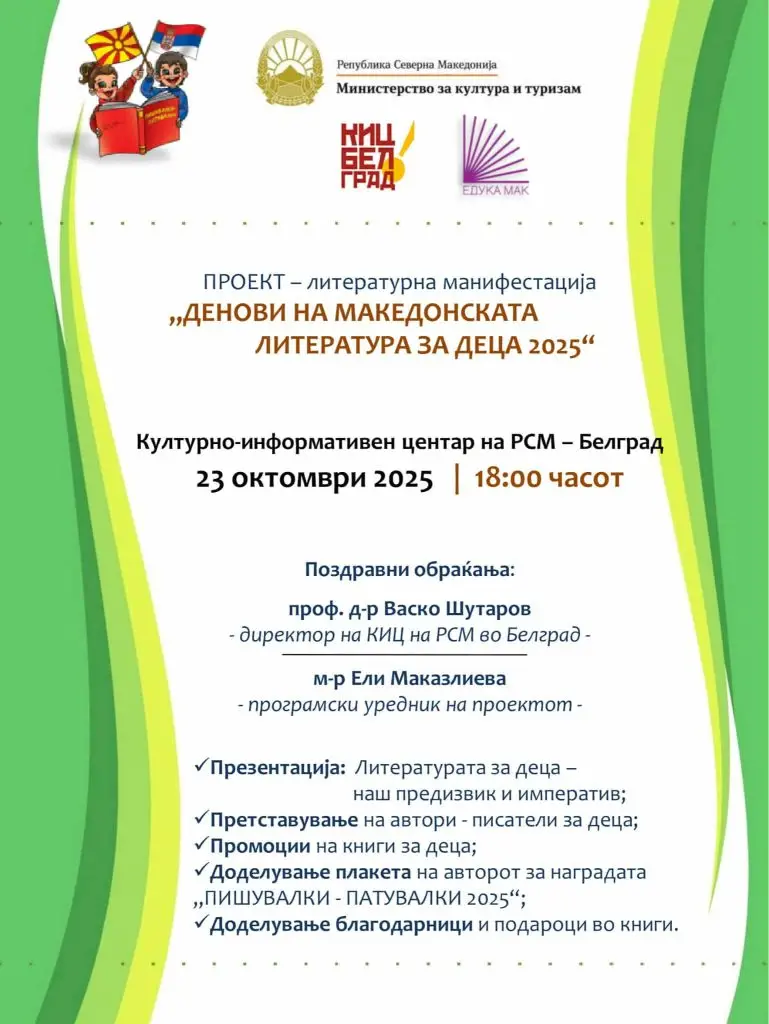 ПИШУВАЛКИ
ПАТУВАЛКИ
Република Северна Македонија
Министерство за култура и туризам
КИЦ
БЕЛ
ГРАД
ЕДУКА МАК
ПРОЕКТ – литературна манифестација
„ДЕНОВИ НА МАКЕДОНСКАТА
ЛИТЕРАТУРА ЗА ДЕЦА 2025“
Културно-информативен центар на РСМ – Белград
23 октомври 2025 | 18:00 часот
Поздравни обраќања:
проф. д-р Васко Шутаров
- директор на КИЦ на РСМ во Белград -
м-р Ели Маказлиева
- програмски уредник на проектот -
✓Презентација: Литературата за деца –
наш предизвик и императив;
✓Претставување на автори - писатели за деца;
✓Промоции на книги за деца;
✓Доделување плакета на авторот за наградата
„ПИШУВАЛКИ - ПАТУВАЛКИ 2025“;
✓Доделување благодарници и подароци во книги.